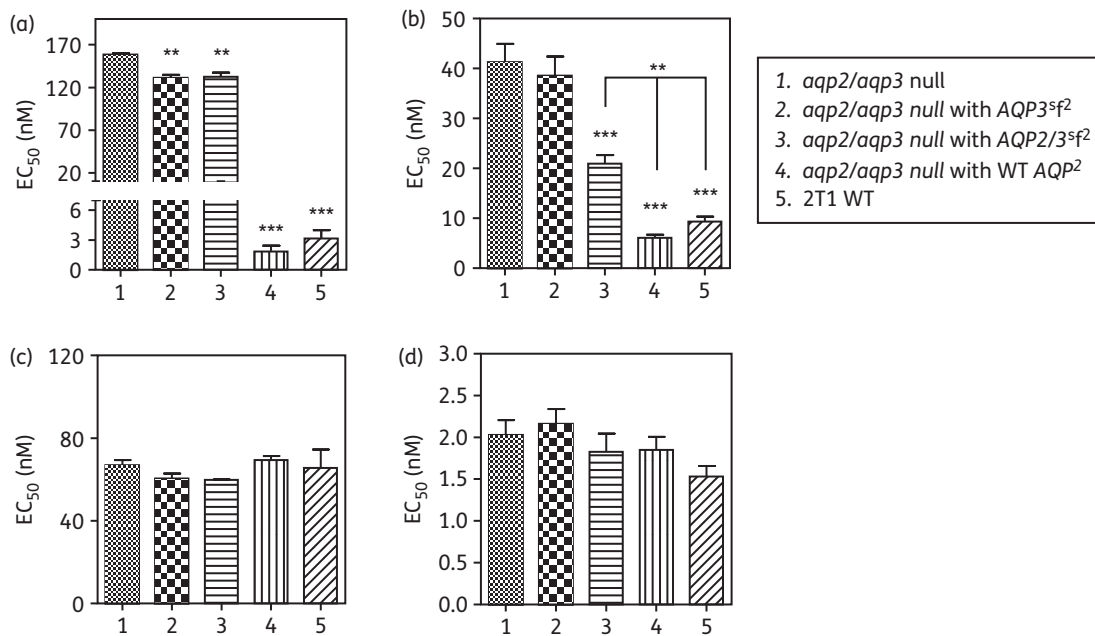 (a)
EC50 (nM)
170
120
70
20
6
3
0
** **
*** ***
1 2 3 4 5
(b)
EC50 (nM)
50
40
30
20
10
0
**
***
*** ***
1 2 3 4 5
1. aqp2/aqp3 null
2. aqp2/aqp3 null with AQP3sf2
3. aqp2/aqp3 null with AQP2/3sf2
4. aqp2/aqp3 null with WT AQP2
5. 2T1 WT
(c)
EC50 (nM)
120
80
40
0
1 2 3 4 5
(d)
EC50 (nM)
3.0
2.5
2.0
1.5
1.0
0.5
0.0
1 2 3 4 5